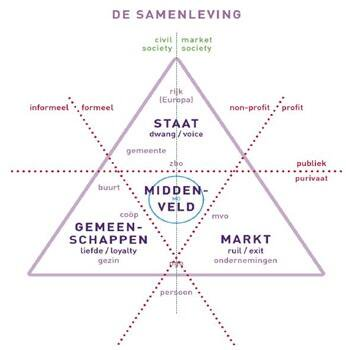 DE SAMENLEVING
civil market
society society
rijk
(Europa)
informeel formeel
non-profit profit
STAAT
dwang / voice
gemeente
zbo
publiek
purivaat
buurt
MIDDEN-
VELD
coöp
mvo
GEMEEN-
SCHAPPEN
liefde / loyalty
gezin
MARKT
ruil / exit
ondernemingen
persoon